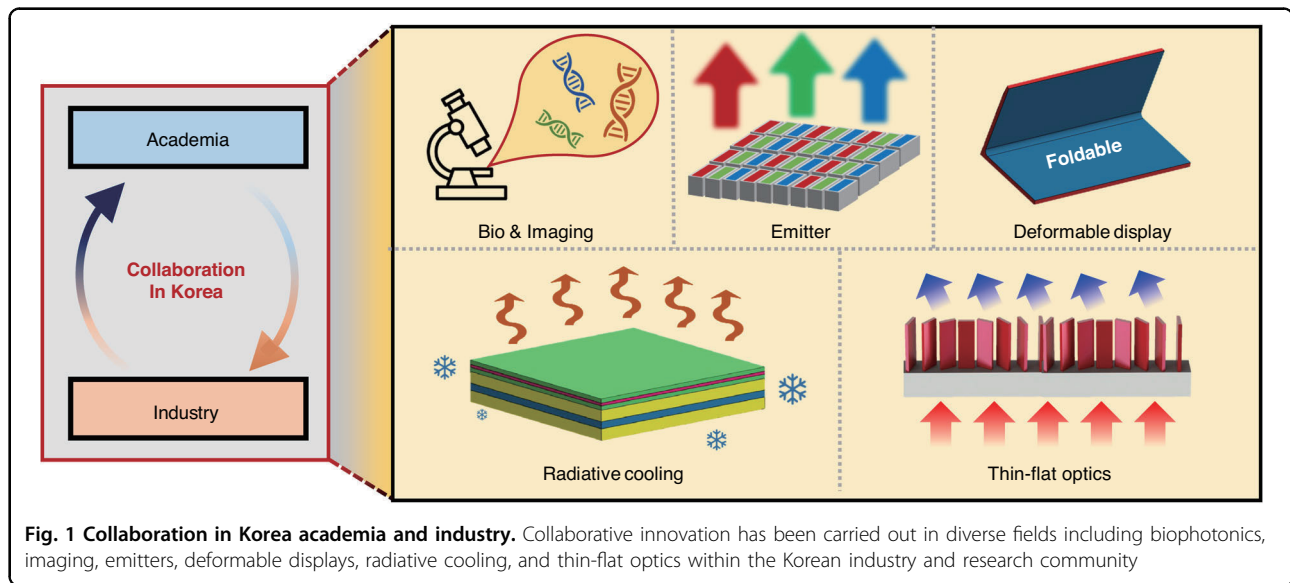 Academia
Collaboration
In Korea
Industry
Bio & Imaging
Emitter
Foldable
Deformable display
Radiative cooling
Thin-flat optics
Fig. 1 Collaboration in Korea academia and industry. Collaborative innovation has been carried out in diverse fields including biophotonics,
imaging, emitters, deformable displays, radiative cooling, and thin-flat optics within the Korean industry and research community